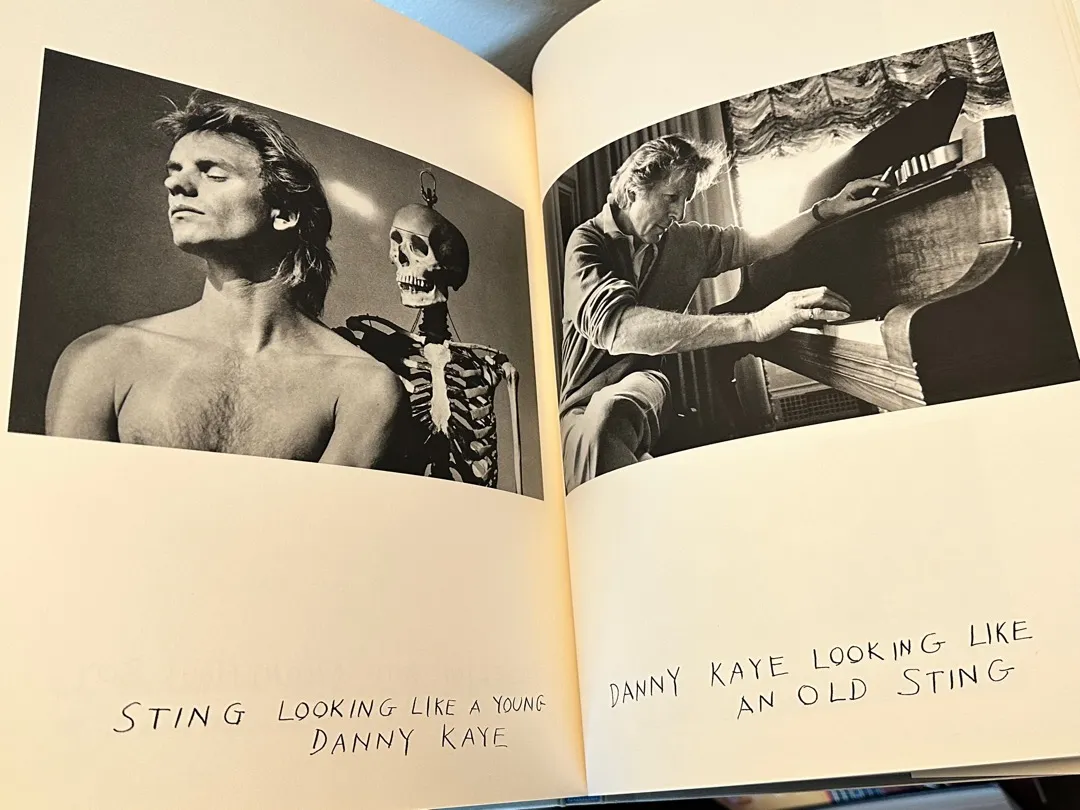 STING LOOKING LIKE A YOUNG
DANNY KAYE
DANNY KAYE LOOKING LIKE
AN OLD STING